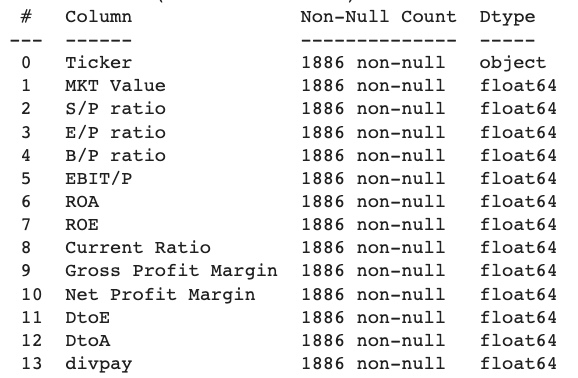 #   Column               Non-Null Count  Dtype
---  ------               --------------  -----
0   Ticker               1886 non-null   object
1   MKT Value            1886 non-null   float64
2   S/P ratio            1886 non-null   float64
3   E/P ratio            1886 non-null   float64
4   B/P ratio            1886 non-null   float64
5   EBIT/P               1886 non-null   float64
6   ROA                  1886 non-null   float64
7   ROE                  1886 non-null   float64
8   Current Ratio        1886 non-null   float64
9   Gross Profit Margin  1886 non-null   float64
10  Net Profit Margin    1886 non-null   float64
11  DtoE                 1886 non-null   float64
12  DtoA                 1886 non-null   float64
13  divpay               1886 non-null   float64